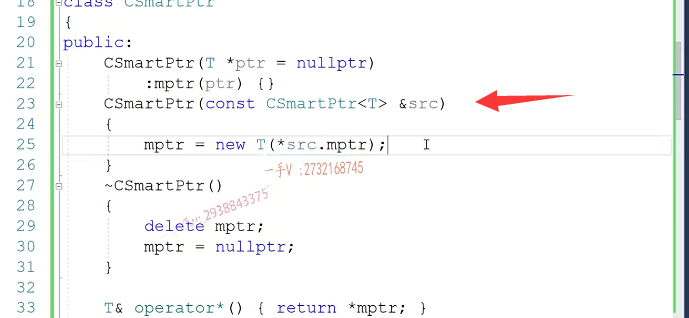 18 class CSmartPtr
19 {
20 public:
21 CSmartPtr(T *ptr = nullptr)
22 :mptr(ptr) {}
23 CSmartPtr(const CSmartPtr<T> &src)
24 {
25 mptr = new T(*src.mptr);
26 }
一手V :2732168745
27 ~CSmartPtr()
28 {
2938843375
29 delete mptr;
30 mptr = nullptr;
31 }
32
33 T& operator*() { return *mptr; }